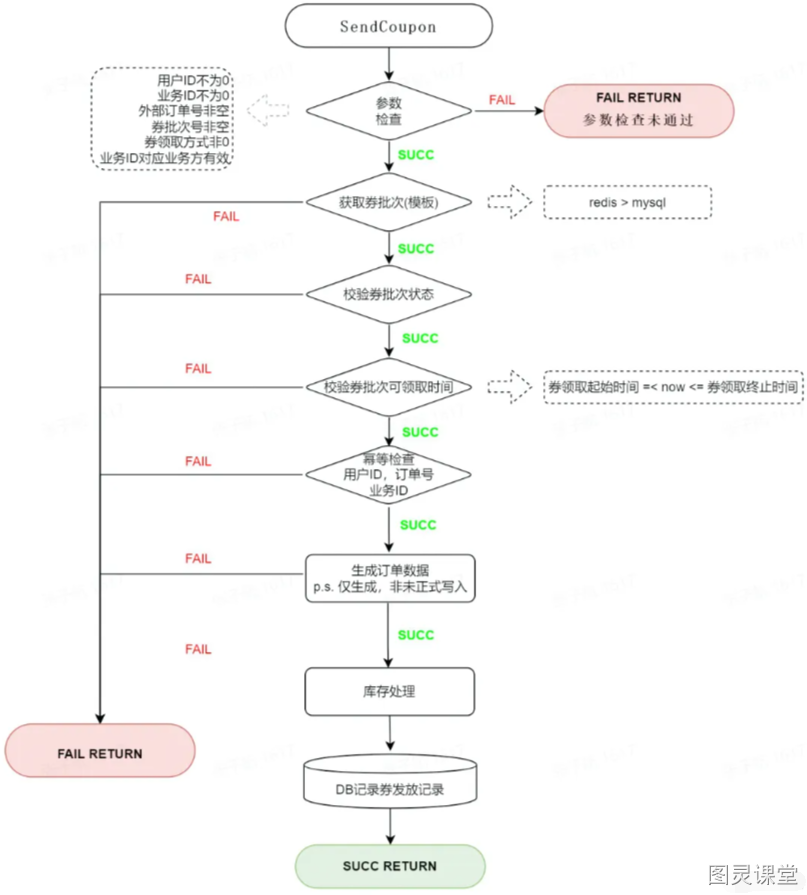 SendCoupon
用户ID不为0
业务ID不为0
外部订单号非空
券批次号非空
券领取方式非0
业务ID对应业务方有效
参数
检查
FAIL
FAIL RETURN
参数检查未通过
SUCC
获取券批次(模板)
FAIL
redis > mysql
SUCC
FAIL
校验券批次状态
SUCC
FAIL
校验券批次可领取时间
券领取起始时间 =< now <= 券领取终止时间
SUCC
FAIL
幂等检查
用户ID，订单号
业务ID
SUCC
FAIL
生成订单数据
p.s. 仅生成，非未正式写入
SUCC
FAIL
库存处理
FAIL RETURN
DB记录券发放记录
SUCC RETURN
图灵课堂